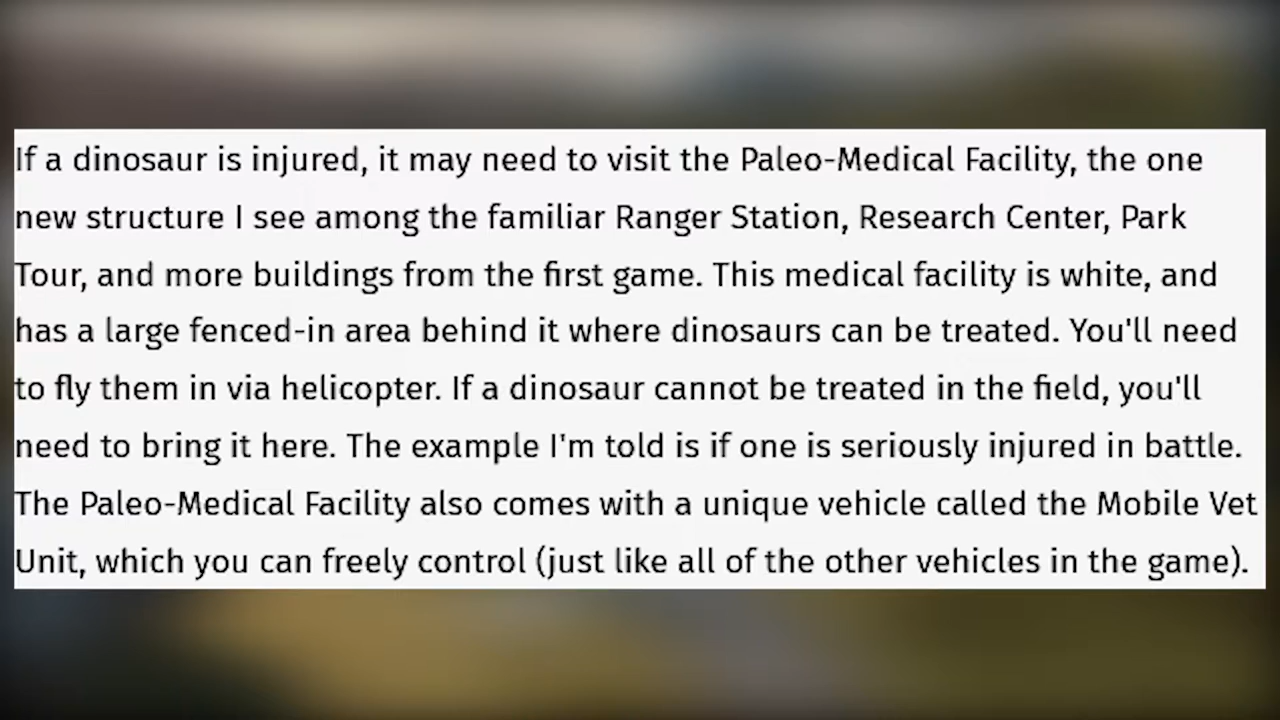 If a dinosaur is injured, it may need to visit the Paleo-Medical Facility, the one
new structure I see among the familiar Ranger Station, Research Center, Park
Tour, and more buildings from the first game. This medical facility is white, and
has a large fenced-in area behind it where dinosaurs can be treated. You'll need
to fly them in via helicopter. If a dinosaur cannot be treated in the field, you'll
need to bring it here. The example I'm told is if one is seriously injured in battle.
The Paleo-Medical Facility also comes with a unique vehicle called the Mobile Vet
Unit, which you can freely control (just like all of the other vehicles in the game).